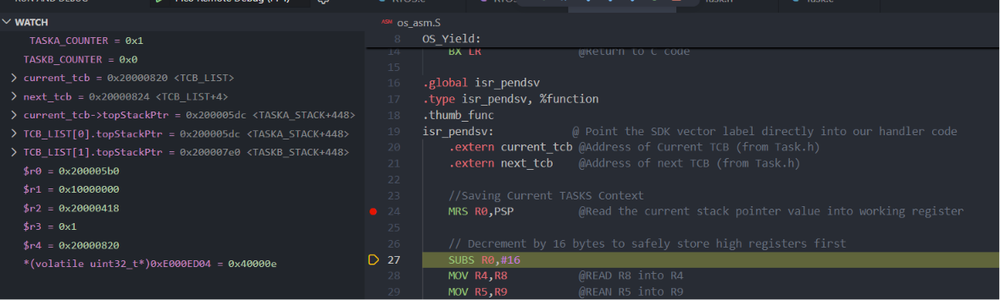 WATCH
TASKA_COUNTER = 0x1
TASKB_COUNTER = 0x0
current_tcb = 0x20000820 <TCB_LIST>
next_tcb = 0x20000824 <TCB_LIST+4>
current_tcb->topStackPtr = 0x200005dc <TASKA_STACK+448>
TCB_LIST[0].topStackPtr = 0x200005dc <TASKA_STACK+448>
TCB_LIST[1].topStackPtr = 0x200007e0 <TASKB_STACK+448>
$r0 = 0x200005b0
$r1 = 0x10000000
$r2 = 0x20000418
$r3 = 0x1
$r4 = 0x20000820
*(volatile uint32_t*)0xE000ED04 = 0x40000e
ASM os_asm.S
8 OS_Yield:
14 BX LR @Return to C code
15
16 .global isr_pendsv
17 .type isr_pendsv, %function
18 .thumb_func
19 isr_pendsv: @ Point the SDK vector label directly into our handler code
20 .extern current_tcb @Address of Current TCB (from Task.h)
21 .extern next_tcb @Address of next TCB (from Task.h)
22
23 //Saving Current TASKS Context
24 MRS R0,PSP @Read the current stack pointer value into working register
25
26 // Decrement by 16 bytes to safely store high registers first
27 SUBS R0,#16
28 MOV R4,R8 @READ R8 into R4
29 MOV R5,R9 @REAN R5 into R9